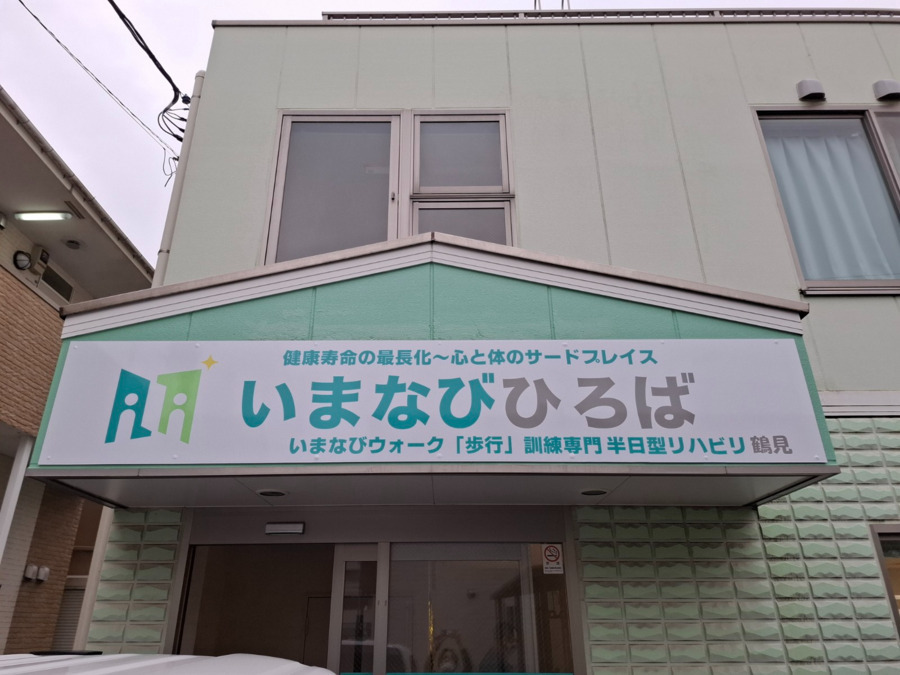 健康寿命の最長化～心と体のサードプレイス
いまなびひろば
いまなびウォーク「歩行」訓練専門 半日型リハビリ 鶴見